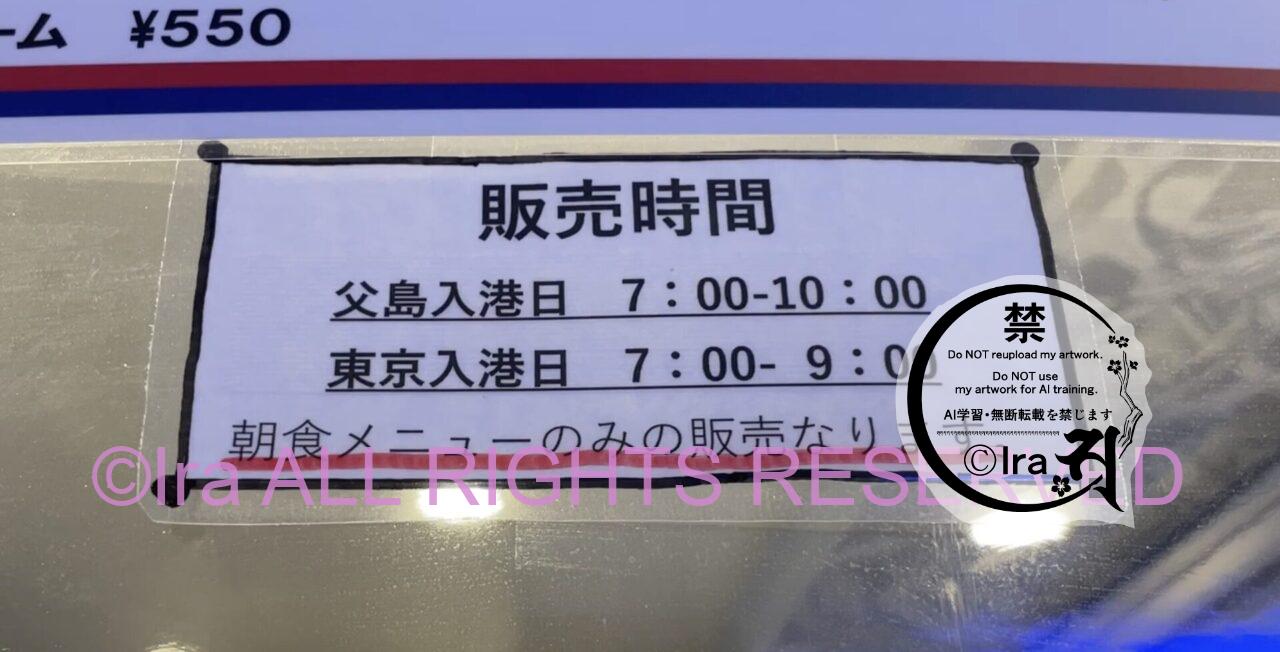 ーム ¥550
販売時間
父島入港日 7：00-10：00
東京入港日 7：00- 9：00
朝食メニューのみの販売なります
禁
Do NOT reupload my artwork.
Do NOT use
my artwork for AI training.
AI学習・無断転載を禁じます
©Ira
©Ira ALL RIGHTS RESERVED